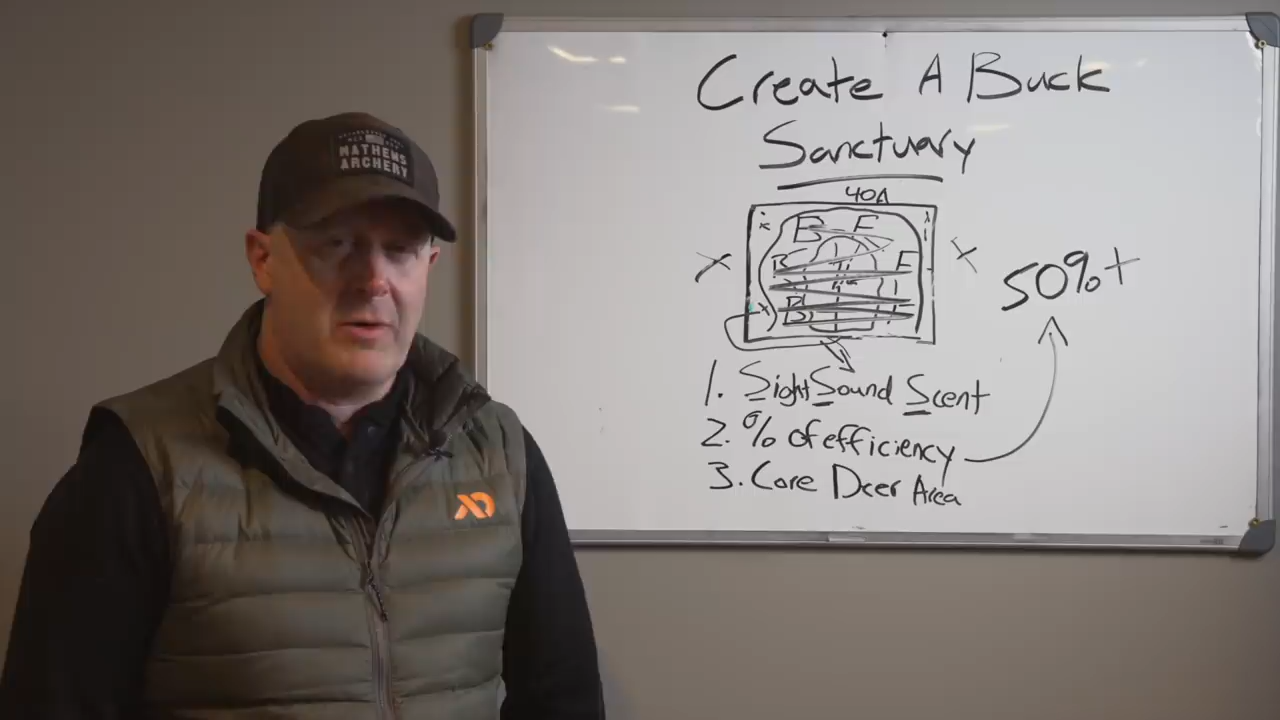 Create A Buck
Sanctuary
40A
B F
B F
B F
50%+
1. Sight Sound Scent
2. % of efficiency
3. Core Deer Area
MATHEWS
ARCHERY